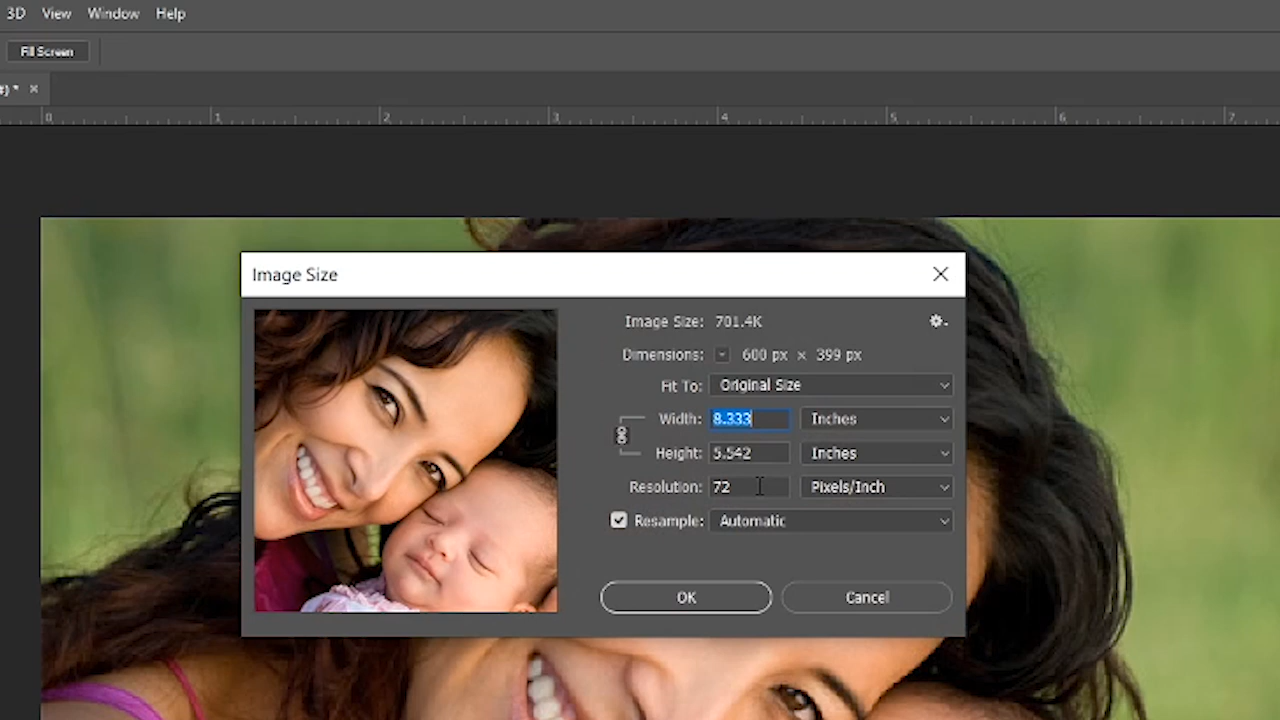 3D View Window Help
Fill Screen
#) * ×
0 1 2 3 4 5 6 7
Image Size
Image Size: 701.4K
Dimensions: 600 px × 399 px
Fit To: Original Size
Width: 8.333 Inches
Height: 5.542 Inches
Resolution: 72 Pixels/Inch
Resample: Automatic
OK Cancel